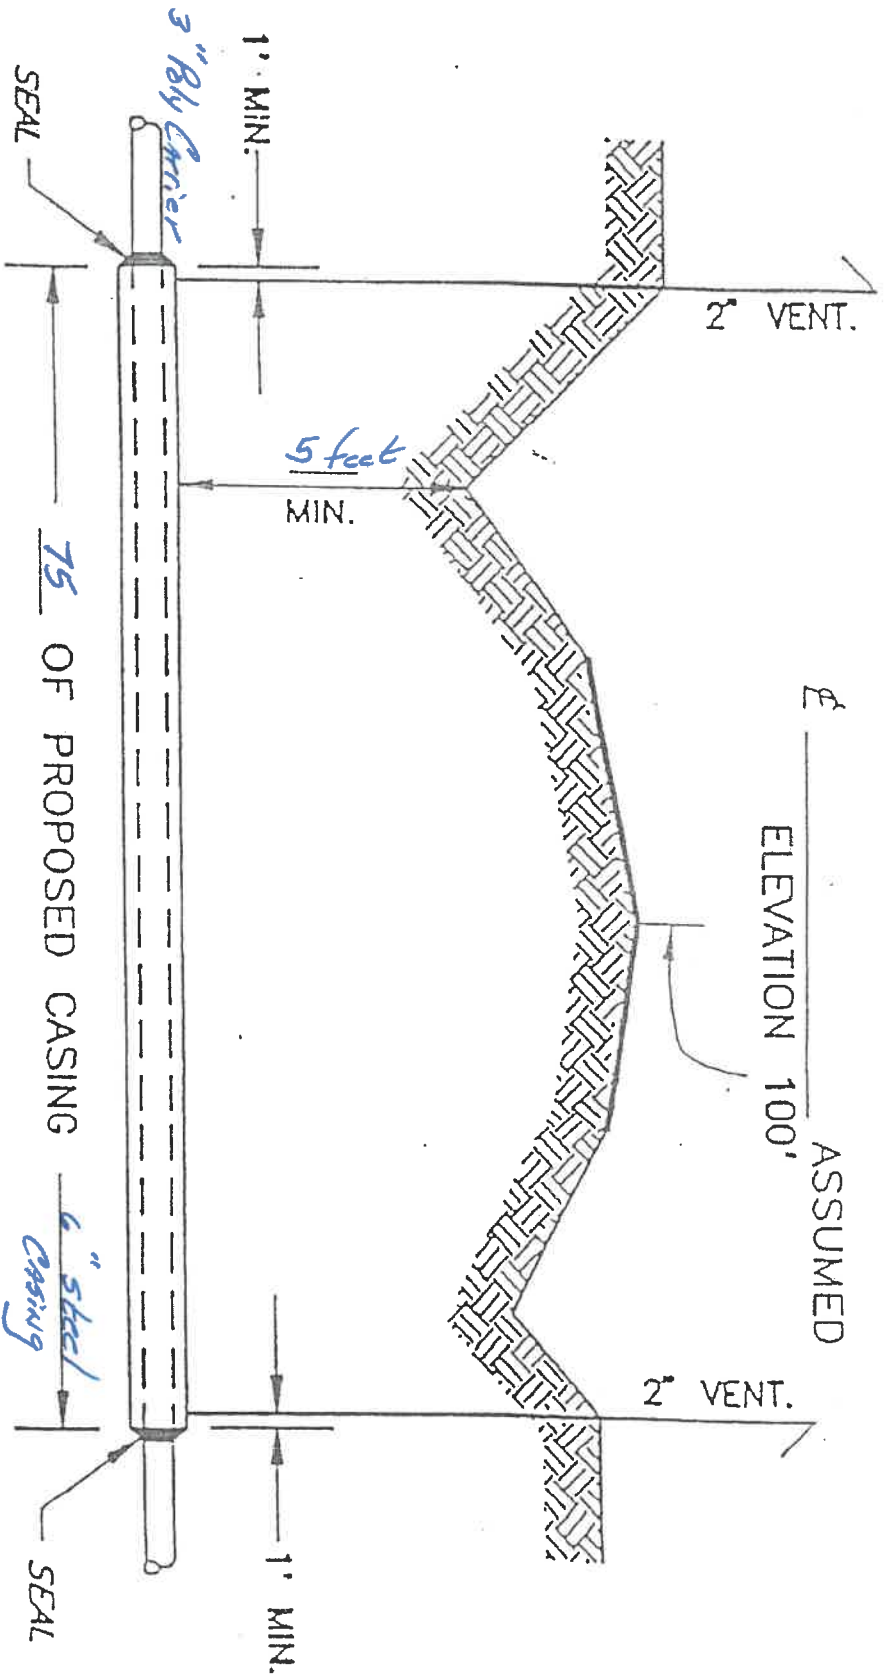 ℄
ELEVATION 100'
ASSUMED
2" VENT.
2" VENT.
5 feet
MIN.
1' MIN.
1' MIN.
3" Poly Carrier
SEAL
SEAL
75 OF PROPOSED CASING
6" steel
CASING